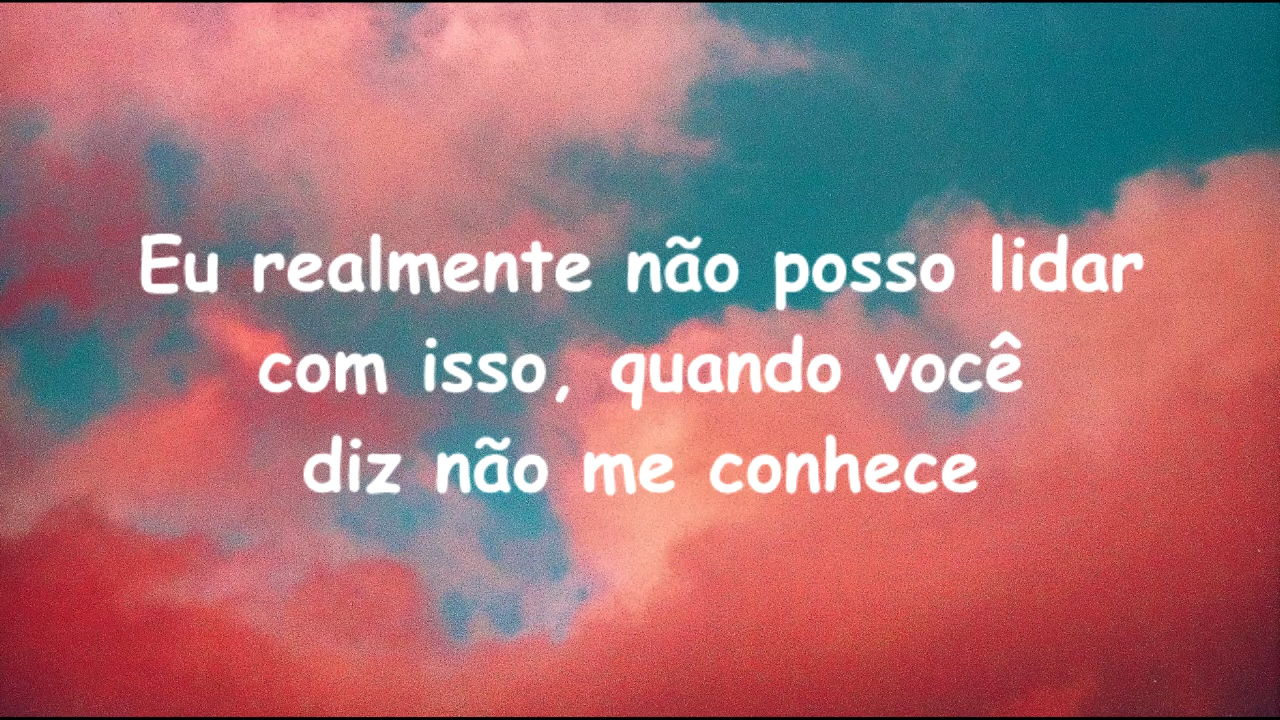 Eu realmente não posso lidar
com isso, quando você
diz não me conhece